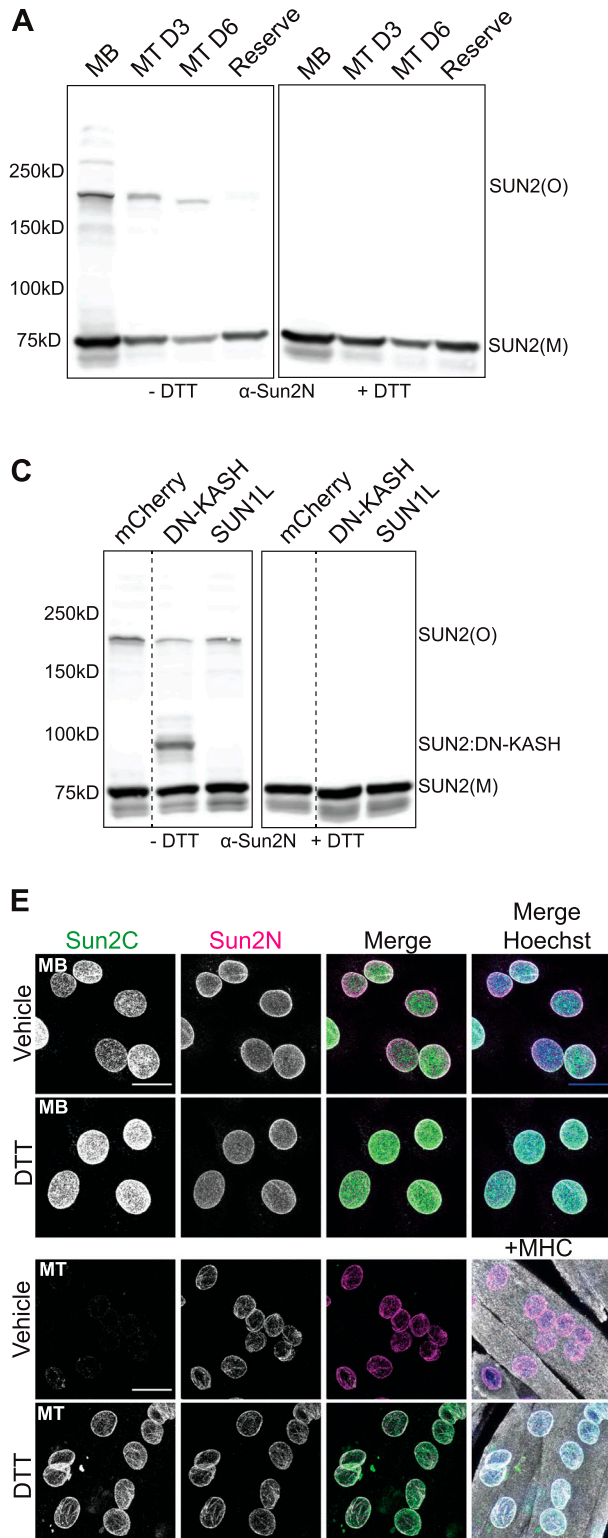 A
MB MT D3 MT D6 Reserve MB MT D3 MT D6 Reserve
250kD
150kD
100kD
75kD
SUN2(O)
SUN2(M)
- DTT α-Sun2N + DTT
C
mCherry DN-KASH SUN1L mCherry DN-KASH SUN1L
250kD
150kD
100kD
75kD
SUN2(O)
SUN2:DN-KASH
SUN2(M)
- DTT α-Sun2N + DTT
E
Sun2C Sun2N Merge Merge Hoechst
Vehicle MB
DTT MB
+MHC
Vehicle MT
DTT MT